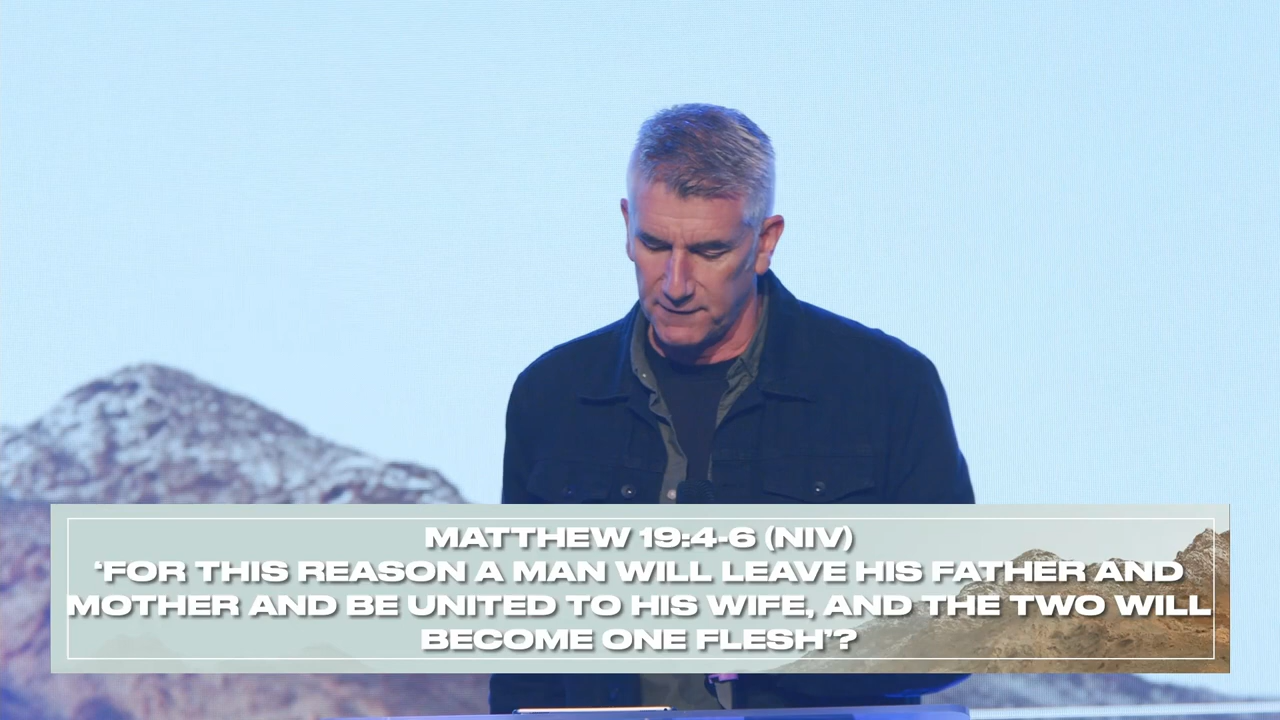 MATTHEW 19:4-6 (NIV)
‘FOR THIS REASON A MAN WILL LEAVE HIS FATHER AND
MOTHER AND BE UNITED TO HIS WIFE, AND THE TWO WILL
BECOME ONE FLESH’?